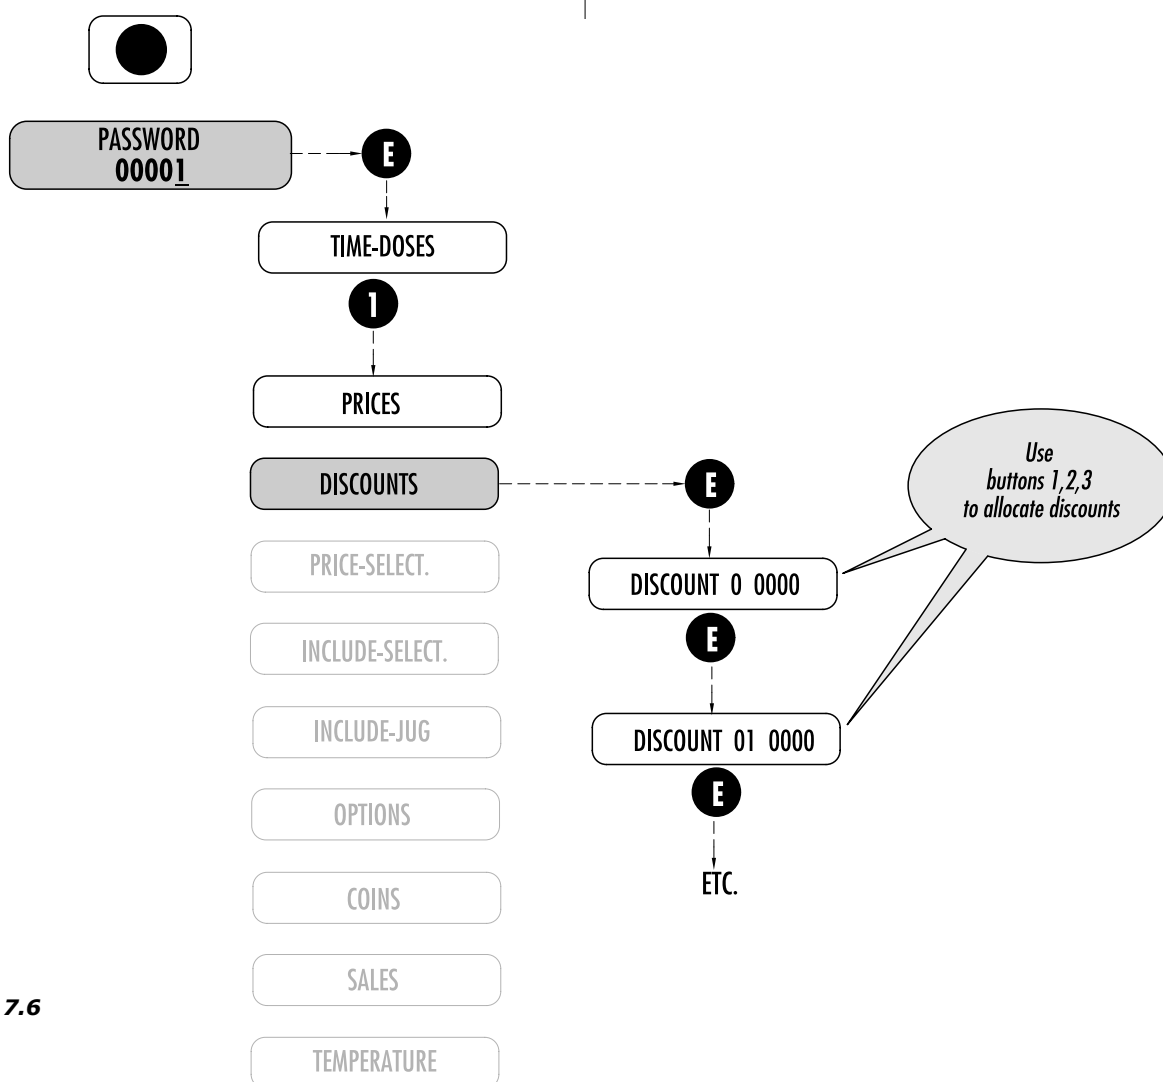 PASSWORD
00001
E
TIME-DOSES
1
PRICES
DISCOUNTS
E
Use
buttons 1,2,3
to allocate discounts
PRICE-SELECT.
DISCOUNT 0 0000
E
INCLUDE-SELECT.
INCLUDE-JUG
DISCOUNT 01 0000
E
OPTIONS
ETC.
COINS
SALES
7.6
TEMPERATURE